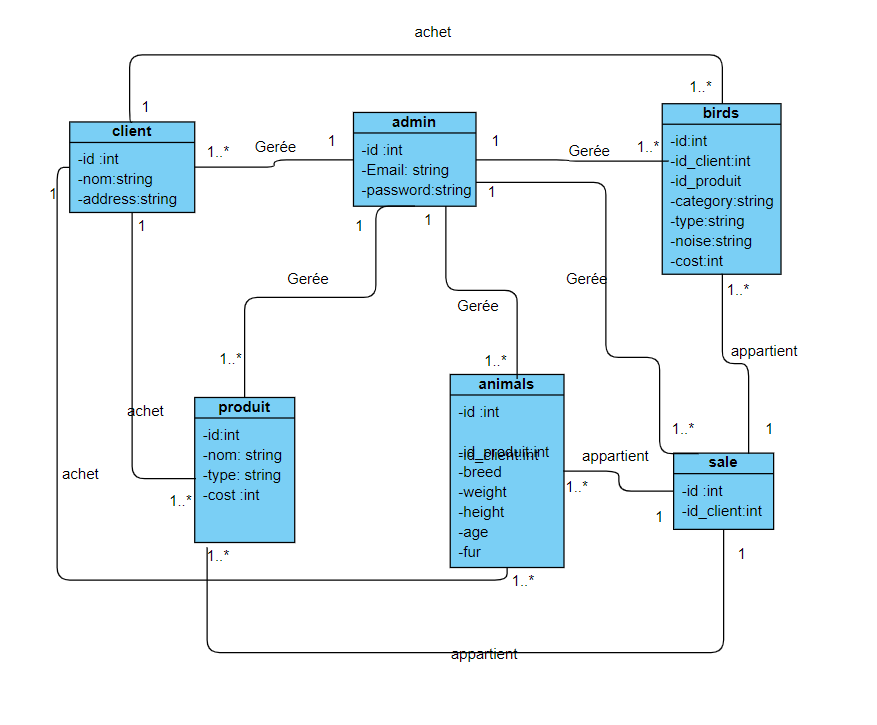 achet
1
1..*
client
-id :int
-nom:string
-address:string
1..*
Gerée
1
admin
-id :int
-Email: string
-password:string
1
Gerée
1..*
birds
-id:int
-id_client:int
-id_produit
-category:string
-type:string
-noise:string
-cost:int
1
1
1
1
1
Gerée
Gerée
Gerée
1..*
appartient
1..*
1..*
achet
produit
-id:int
-nom: string
-type: string
-cost :int
animals
-id :int
-id_produit:int
-id_client:int
-breed
-weight
-height
-age
-fur
1..*
1
appartient
sale
-id :int
-id_client:int
achet
1..*
1..*
1
1..*
1..*
1
appartient